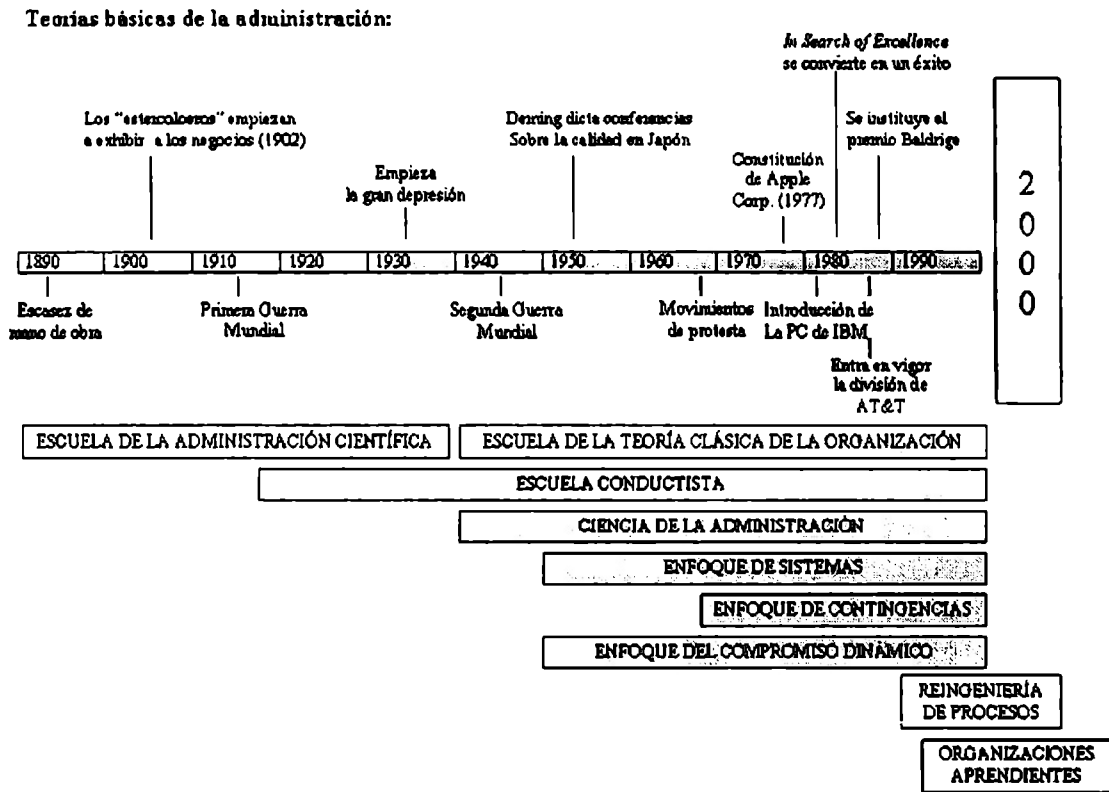 Teorías básicas de la administración:
In Search of Excellence
se convierte en un éxito
Los "estercoleros" empiezan
a exhibir a los negocios (1902)
Deming dicta conferencias
Sobre la calidad en Japón
Se instituye el
premio Baldrige
Empieza
la gran depresión
Constitución
de Apple
Corp. (1977)
1890 1900 1910 1920 1930 1940 1950 1960 1970 1980 1990
2000
Escasez de
mano de obra
Primera Guerra
Mundial
Segunda Guerra
Mundial
Movimientos
de protesta
Introducción de
La PC de IBM
Entra en vigor
la división de
AT&T
ESCUELA DE LA ADMINISTRACIÓN CIENTÍFICA
ESCUELA DE LA TEORÍA CLÁSICA DE LA ORGANIZACIÓN
ESCUELA CONDUCTISTA
CIENCIA DE LA ADMINISTRACIÓN
ENFOQUE DE SISTEMAS
ENFOQUE DE CONTINGENCIAS
ENFOQUE DEL COMPROMISO DINÁMICO
REINGENIERÍA
DE PROCESOS
ORGANIZACIONES
APRENDIENTES